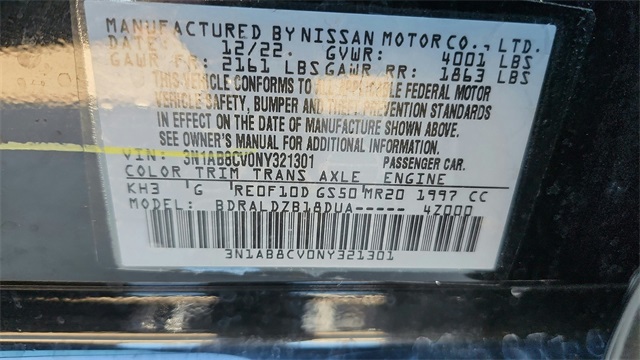 MANUFACTURED BY NISSAN MOTOR CO., LTD.
DATE: 12/22 GVWR: 4001 LBS
GAWR FR: 2161 LBS GAWR RR: 1863 LBS
THIS VEHICLE CONFORMS TO ALL APPLICABLE FEDERAL MOTOR
VEHICLE SAFETY, BUMPER AND THEFT PREVENTION STANDARDS
IN EFFECT ON THE DATE OF MANUFACTURE SHOWN ABOVE.
SEE OWNER'S MANUAL FOR ADDITIONAL INFORMATION.
VIN: 3N1AB8CV0NY321301 PASSENGER CAR.
COLOR TRIM TRANS AXLE ENGINE
KH3 G RE0F10D GS50 MR20 1997 CC
MODEL: BDRALDZB18DUA----- 4Z000
3N1AB8CV0NY321301